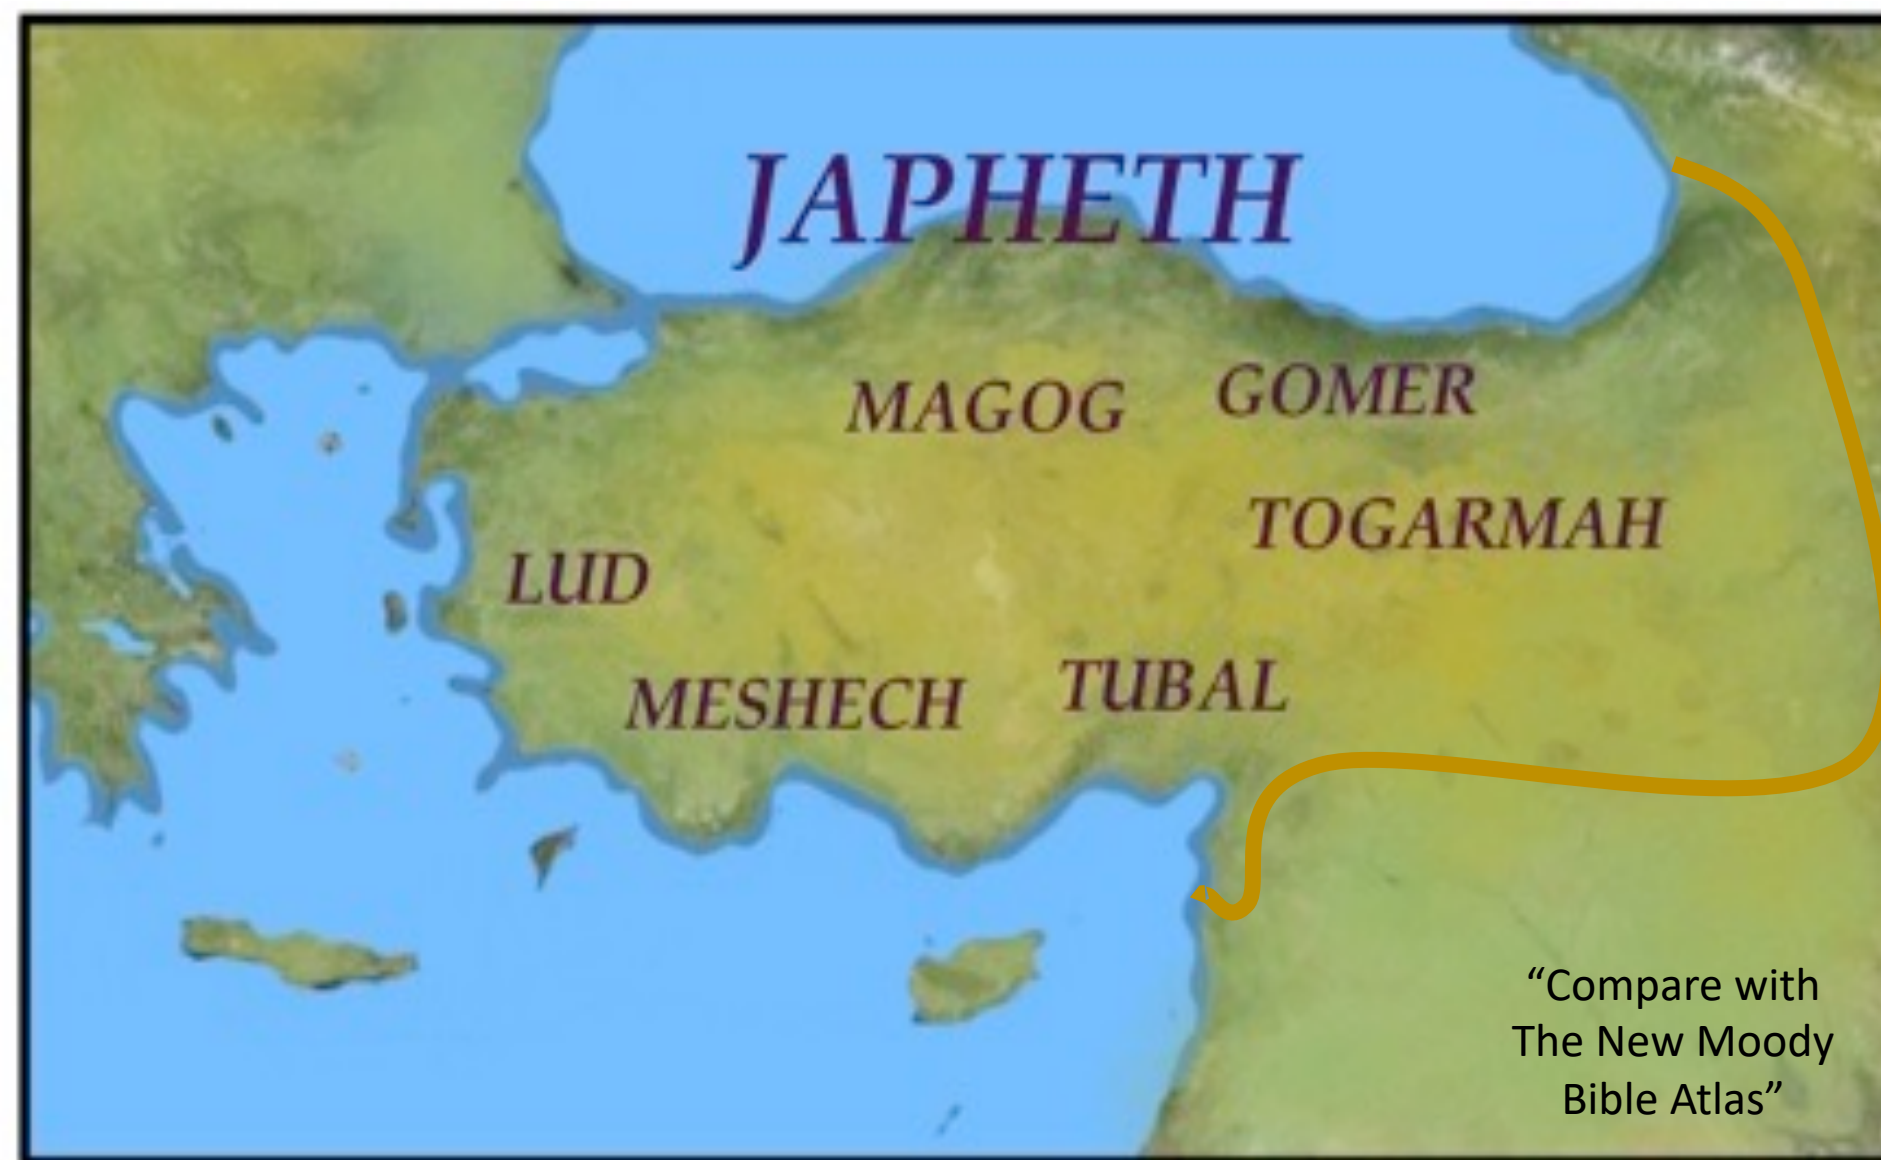 JAPHETH
MAGOG GOMER
TOGARMAH
LUD
MESHECH TUBAL
“Compare with
The New Moody
Bible Atlas”